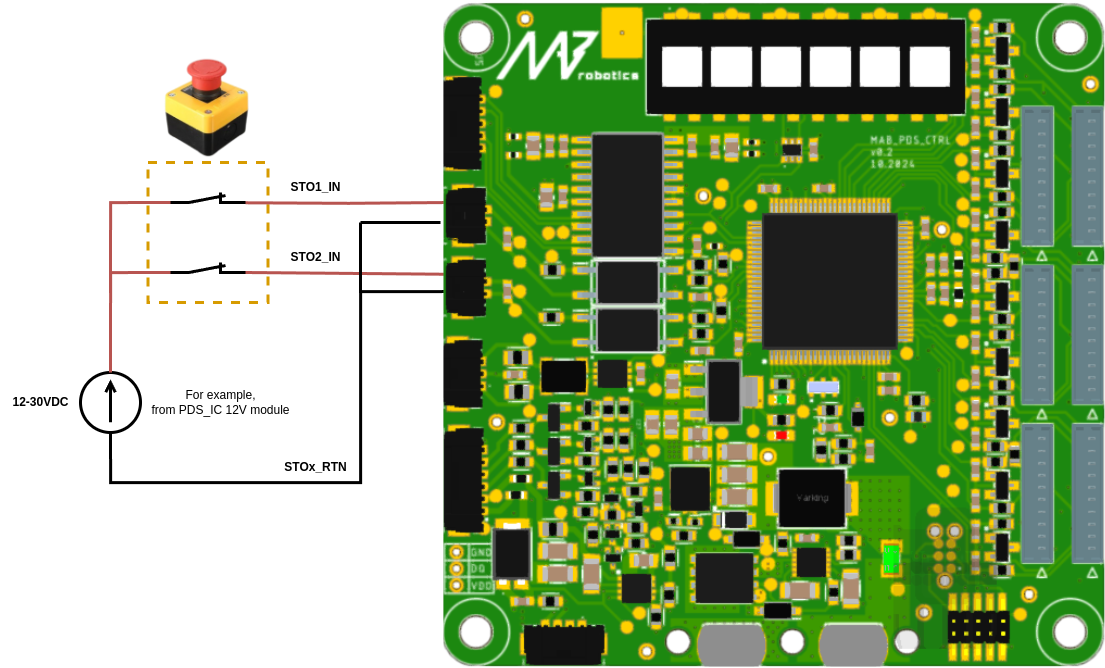 robotics
MAB_PDS_CTRL
v0.2
10.2024
STO1_IN
STO2_IN
12-30VDC
For example,
from PDS_IC 12V module
STOx_RTN
Yarking
GND
DQ
VDD